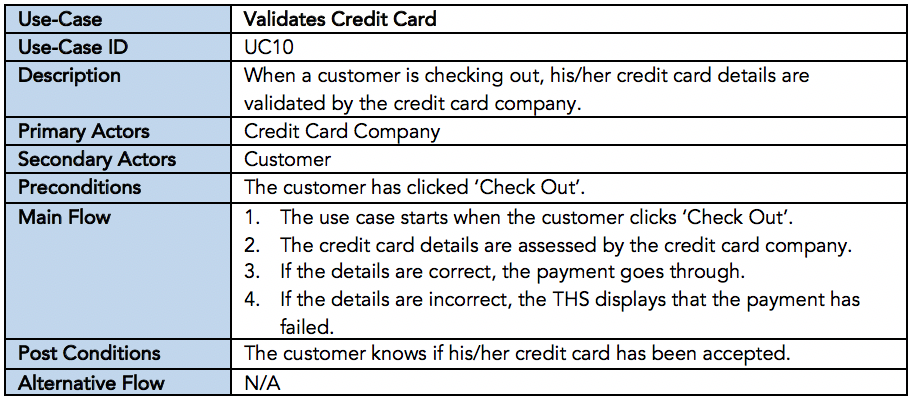 Use-Case Validates Credit Card
Use-Case ID UC10
Description When a customer is checking out, his/her credit card details are
validated by the credit card company.
Primary Actors Credit Card Company
Secondary Actors Customer
Preconditions The customer has clicked ‘Check Out’.
Main Flow 1. The use case starts when the customer clicks ‘Check Out’.
2. The credit card details are assessed by the credit card company.
3. If the details are correct, the payment goes through.
4. If the details are incorrect, the THS displays that the payment has
failed.
Post Conditions The customer knows if his/her credit card has been accepted.
Alternative Flow N/A